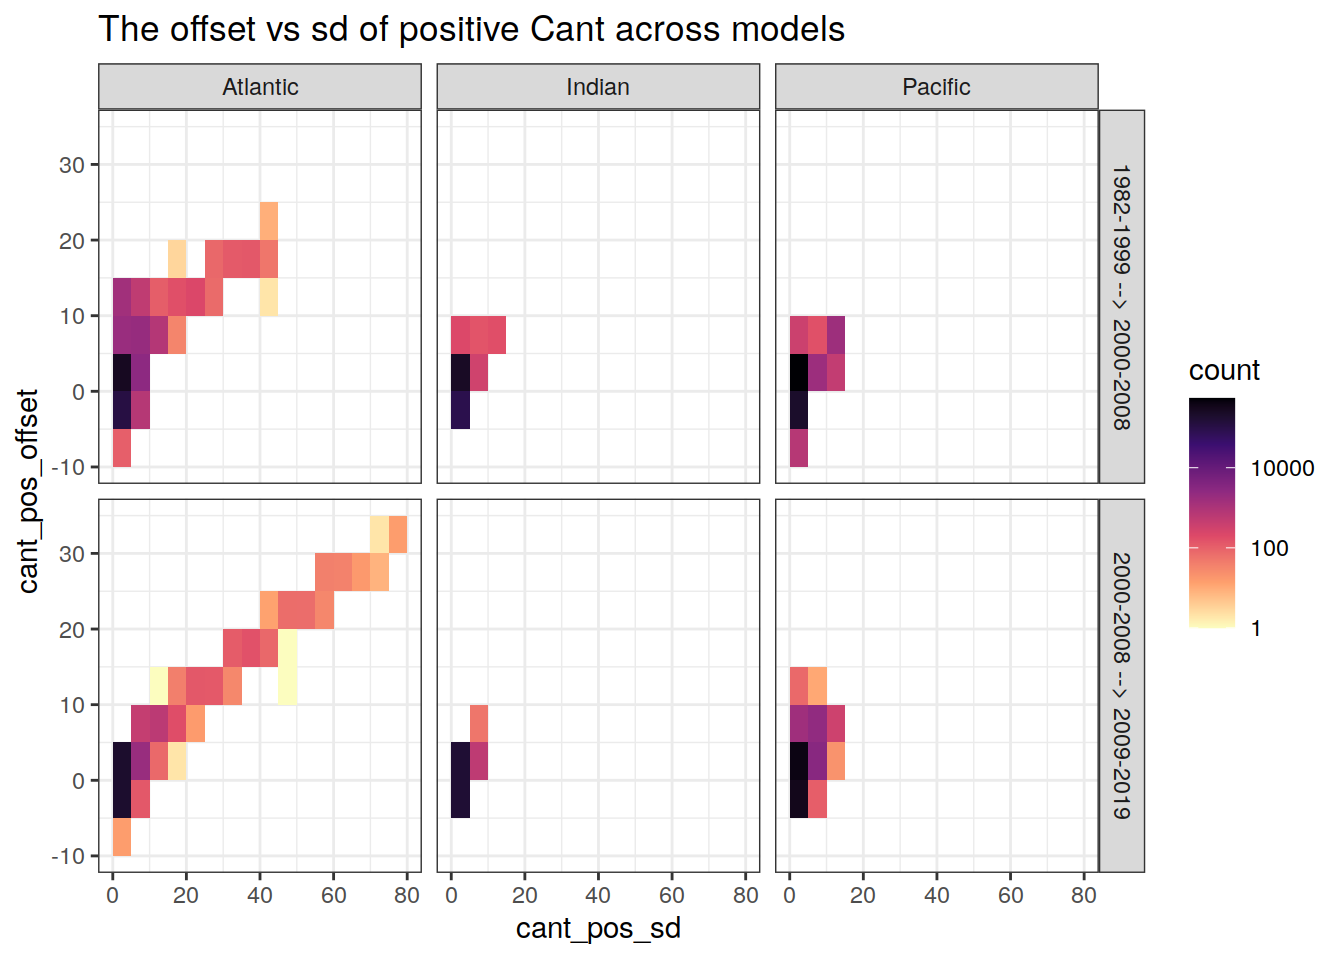 The offset vs sd of positive Cant across models
Atlantic
Indian
Pacific
30
20
10
0
-10
1982-1999 --> 2000-2008
30
20
10
0
-10
2000-2008 --> 2009-2019
0 20 40 60 80
0 20 40 60 80
0 20 40 60 80
cant_pos_sd
cant_pos_offset
count
10000
100
1